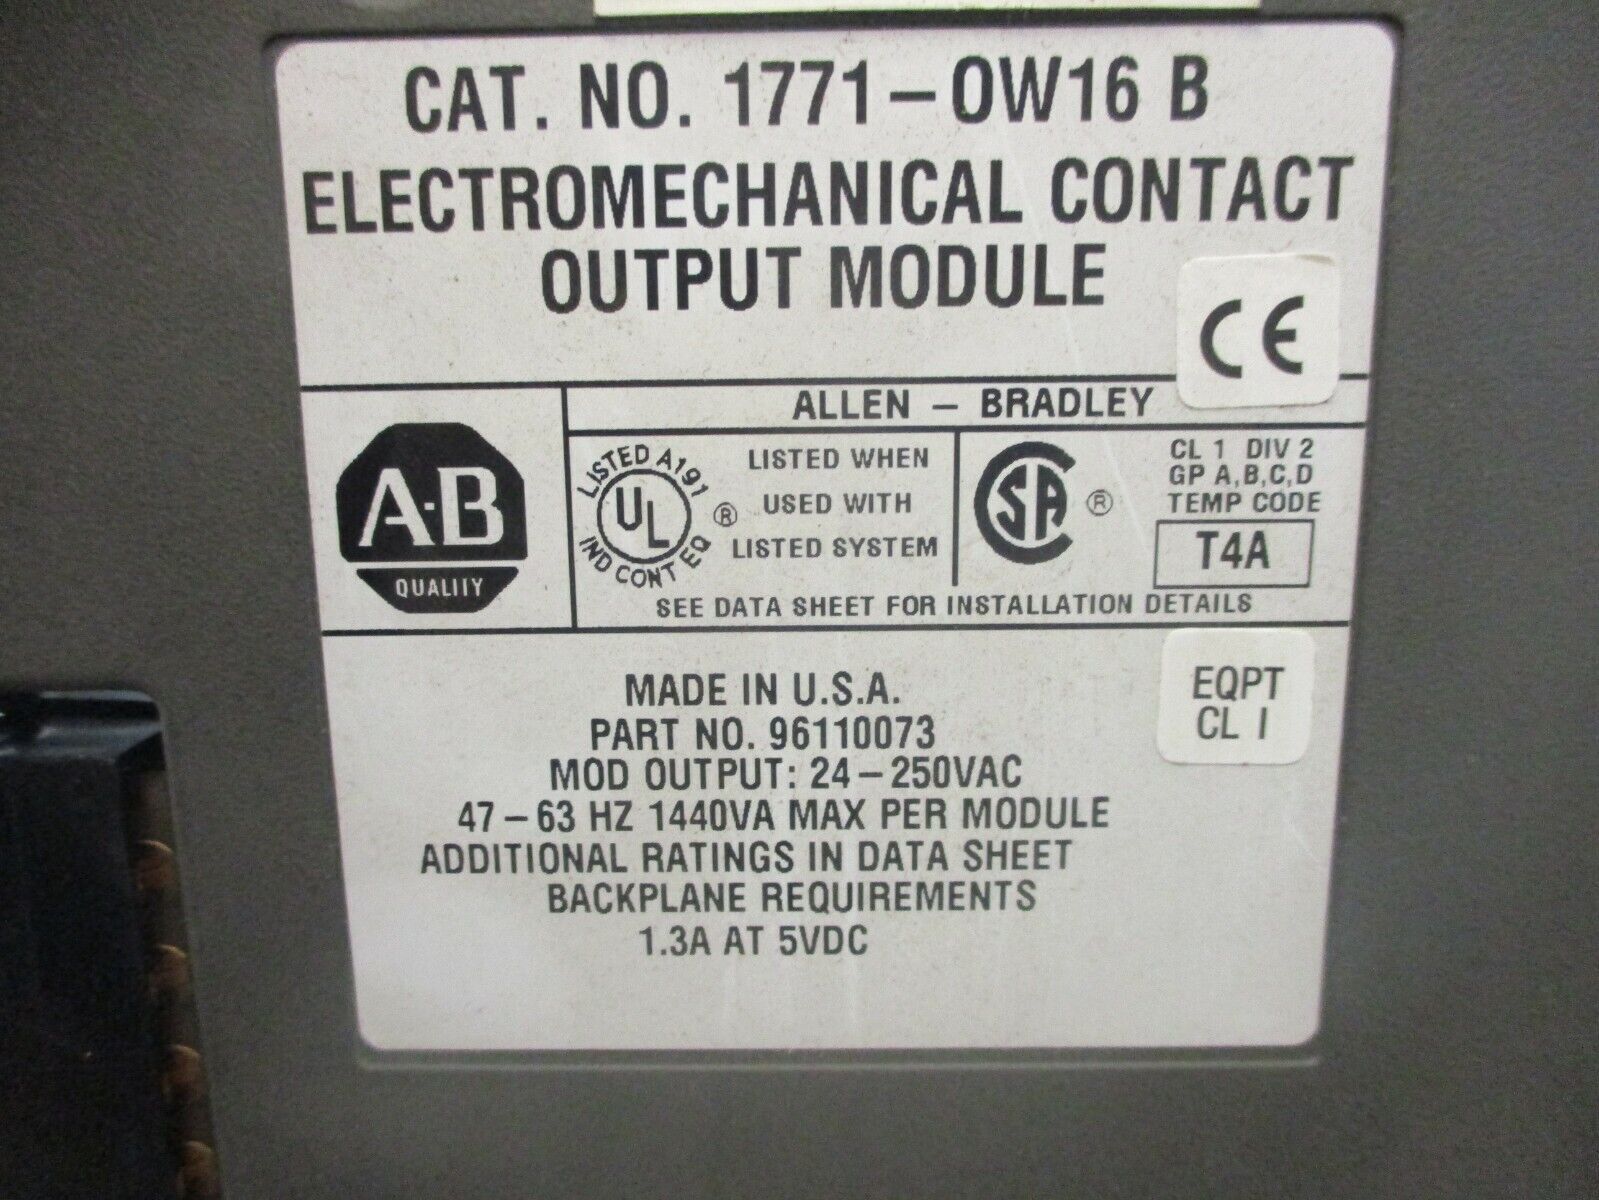 CAT. NO. 1771-OW16 B
ELECTROMECHANICAL CONTACT
OUTPUT MODULE
CE
ALLEN - BRADLEY
A-B
QUALITY
LISTED A191
UL ®
IND CONT EQ
LISTED WHEN
USED WITH
LISTED SYSTEM
CSA ®
CL 1 DIV 2
GP A,B,C,D
TEMP CODE
T4A
SEE DATA SHEET FOR INSTALLATION DETAILS
MADE IN U.S.A.
PART NO. 96110073
MOD OUTPUT: 24-250VAC
47-63 HZ 1440VA MAX PER MODULE
ADDITIONAL RATINGS IN DATA SHEET
BACKPLANE REQUIREMENTS
1.3A AT 5VDC
EQPT
CL I